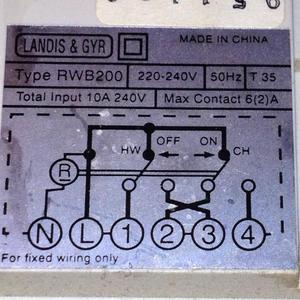 LANDIS & GYR
MADE IN CHINA
Type RWB200 220-240V 50Hz T 35
Total Input 10A 240V Max Contact 6(2)A
OFF ON
HW CH
R
N L 1 2 3 4
For fixed wiring only